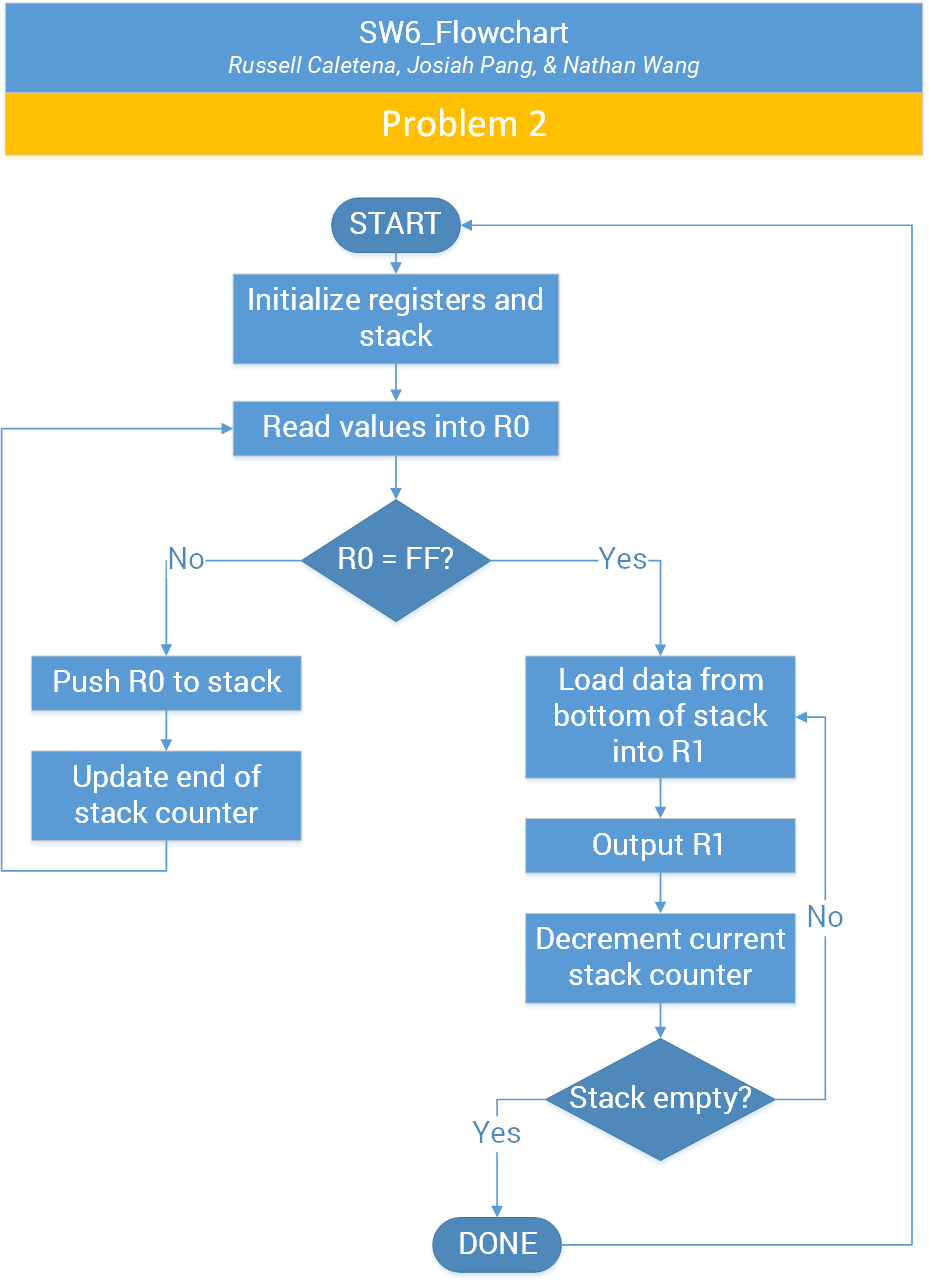 SW6_Flowchart
Russell Caletena, Josiah Pang, & Nathan Wang
Problem 2
START
Initialize registers and
stack
Read values into R0
R0 = FF?
No
Yes
Push R0 to stack
Update end of
stack counter
Load data from
bottom of stack
into R1
Output R1
Decrement current
stack counter
No
Stack empty?
Yes
DONE